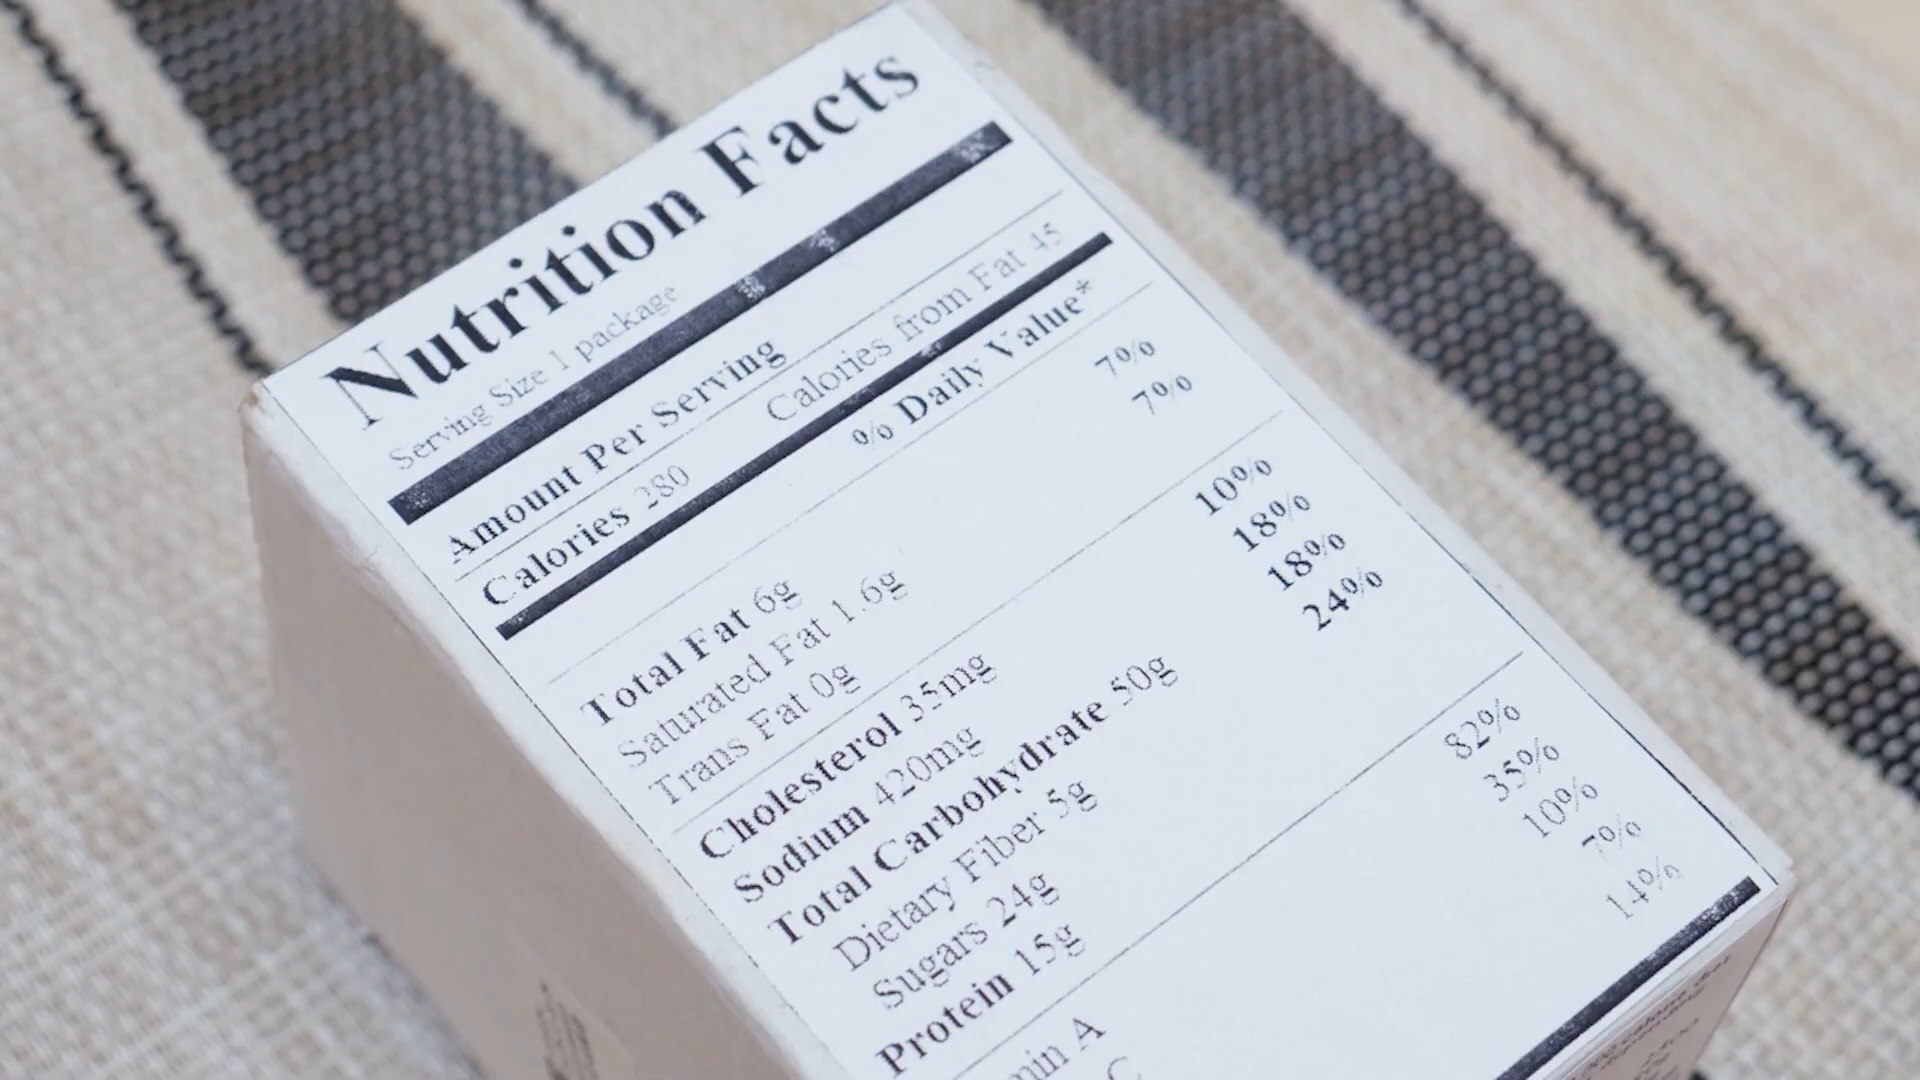 Nutrition Facts
Serving Size 1 package
Amount Per Serving
Calories 280 Calories from Fat 45
% Daily Value*
Total Fat 6g 7%
Saturated Fat 1.6g 7%
Trans Fat 0g
Cholesterol 35mg 10%
Sodium 420mg 18%
Total Carbohydrate 50g 18%
Dietary Fiber 5g 24%
Sugars 24g
Protein 15g
min A 82%
C 35%
10%
7%
14%